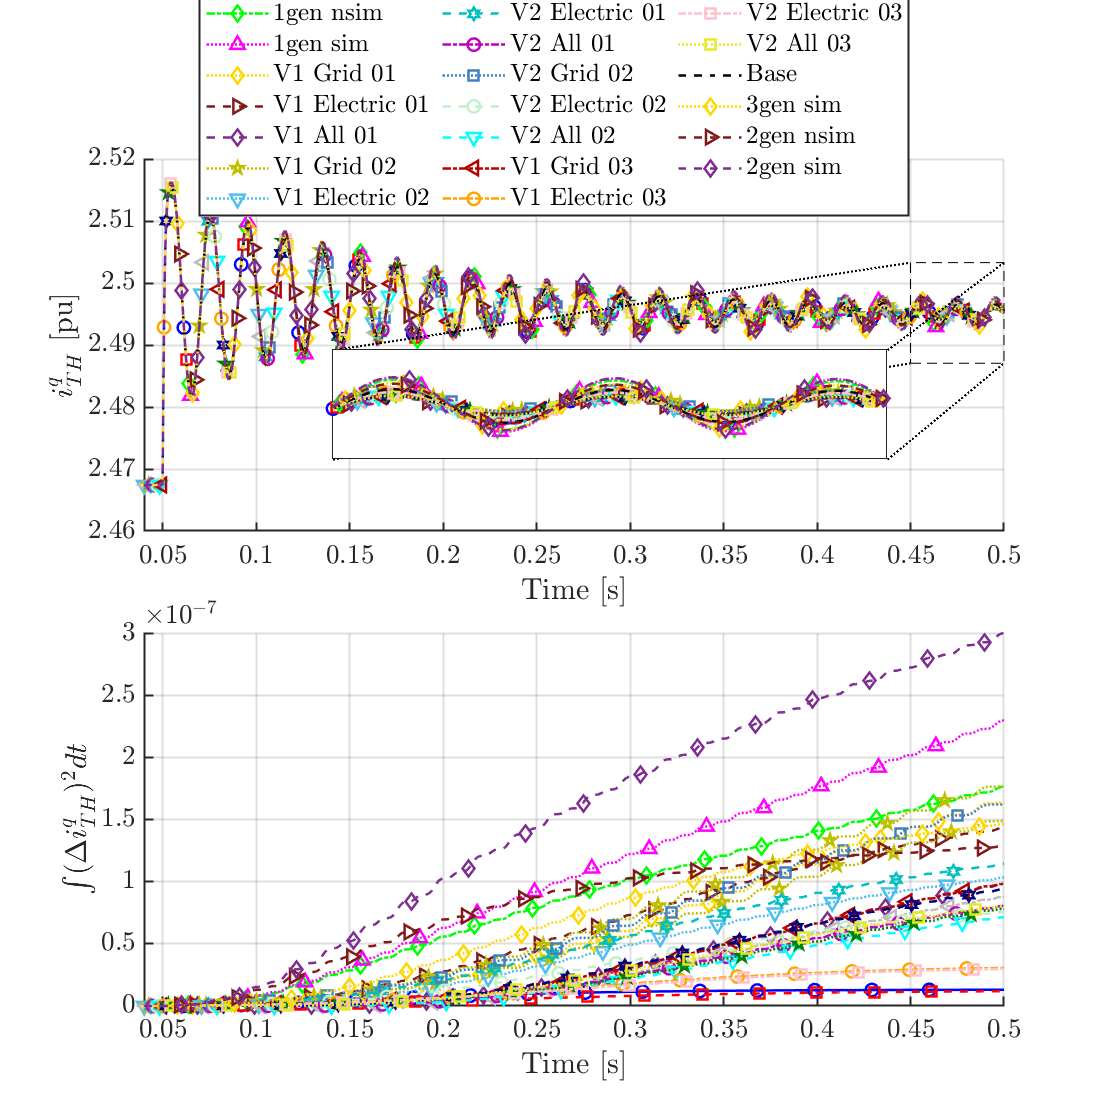 1gen nsim V2 Electric 01 V2 Electric 03
1gen sim V2 All 01 V2 All 03
V1 Grid 01 V2 Grid 02 Base
V1 Electric 01 V2 Electric 02 3gen sim
V1 All 01 V2 All 02 2gen nsim
V1 Grid 02 V1 Grid 03 2gen sim
V1 Electric 02 V1 Electric 03
2.52
2.51
2.5
2.49
2.48
2.47
2.46
i^q_{TH} [pu]
0.05 0.1 0.15 0.2 0.25 0.3 0.35 0.4 0.45 0.5
Time [s]
×10^{-7}
3
2.5
2
1.5
1
0.5
0
∫(Δi^q_{TH})^2dt
0.05 0.1 0.15 0.2 0.25 0.3 0.35 0.4 0.45 0.5
Time [s]